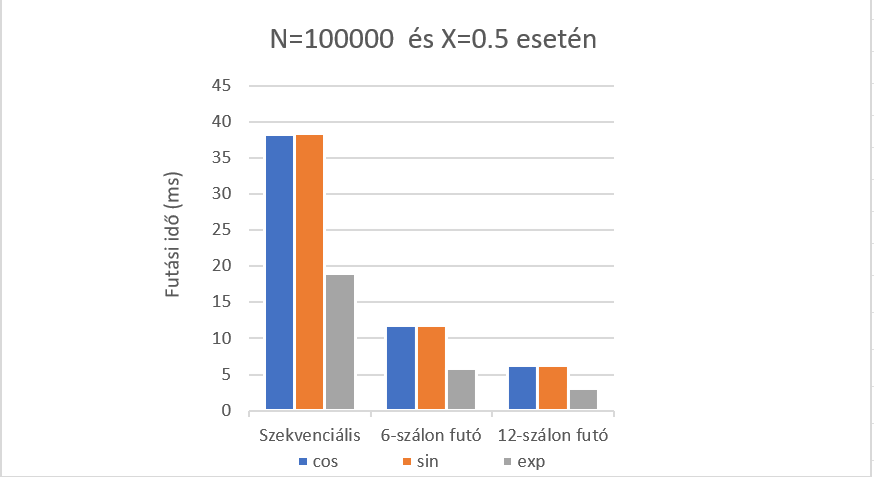 N=100000 és X=0.5 esetén
Futási idő (ms)
45
40
35
30
25
20
15
10
5
0
Szekvenciális 6-szálon futó 12-szálon futó
cos sin exp